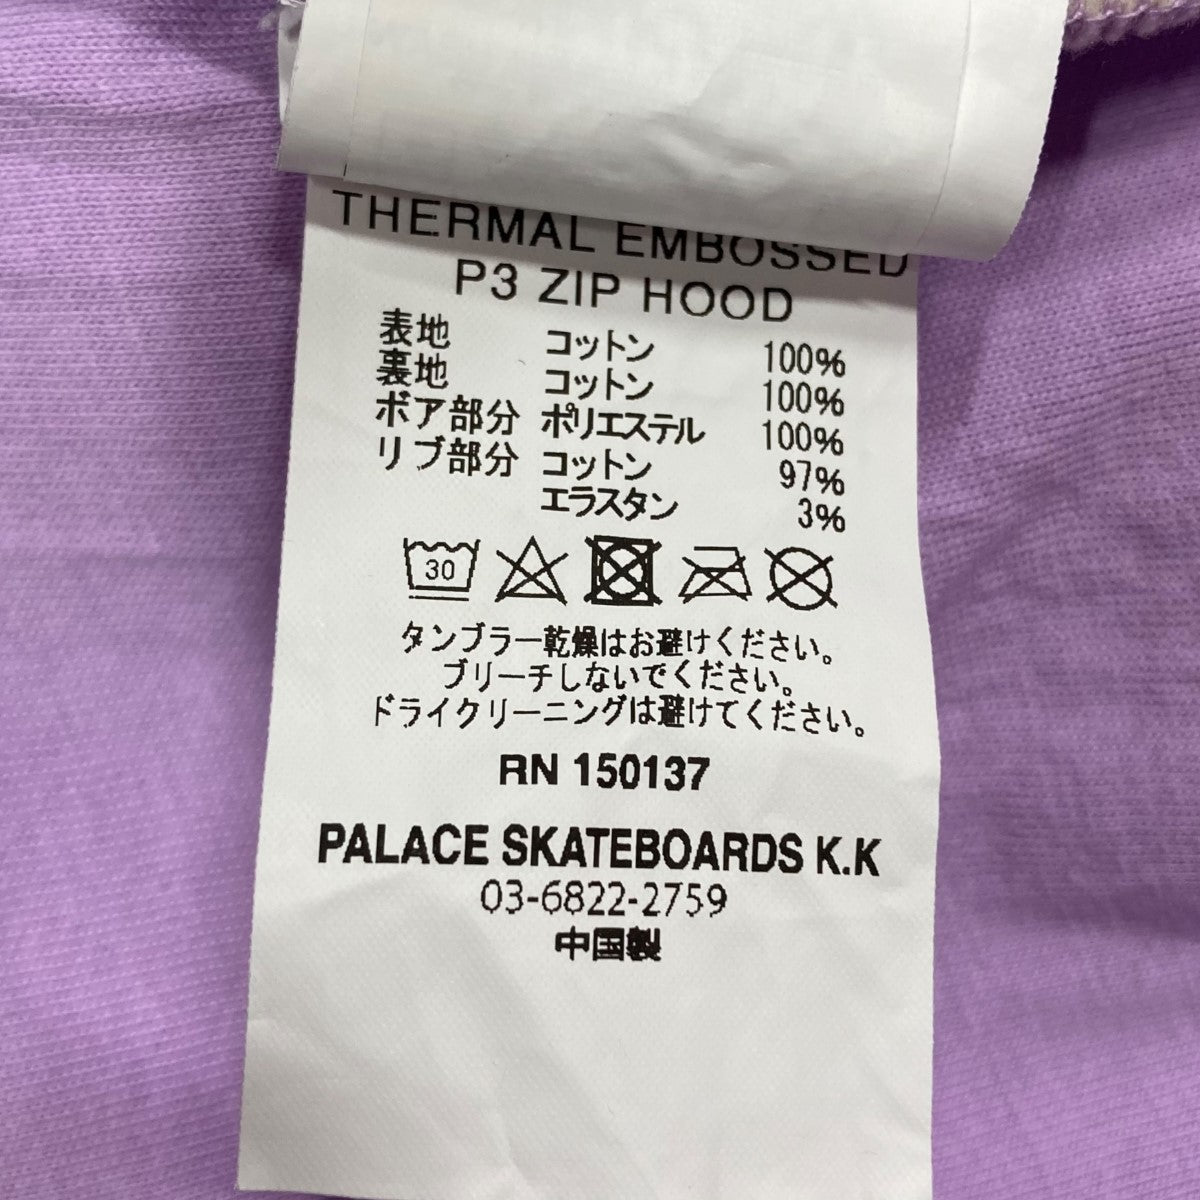 THERMAL EMBOSSED
P3 ZIP HOOD
表地 コットン 100%
裏地 コットン 100%
ボア部分 ポリエステル 100%
リブ部分 コットン 97%
エラスタン 3%
30
タンブラー乾燥はお避けください。
ブリーチしないでください。
ドライクリーニングは避けてください。
RN 150137
PALACE SKATEBOARDS K.K
03-6822-2759
中国製